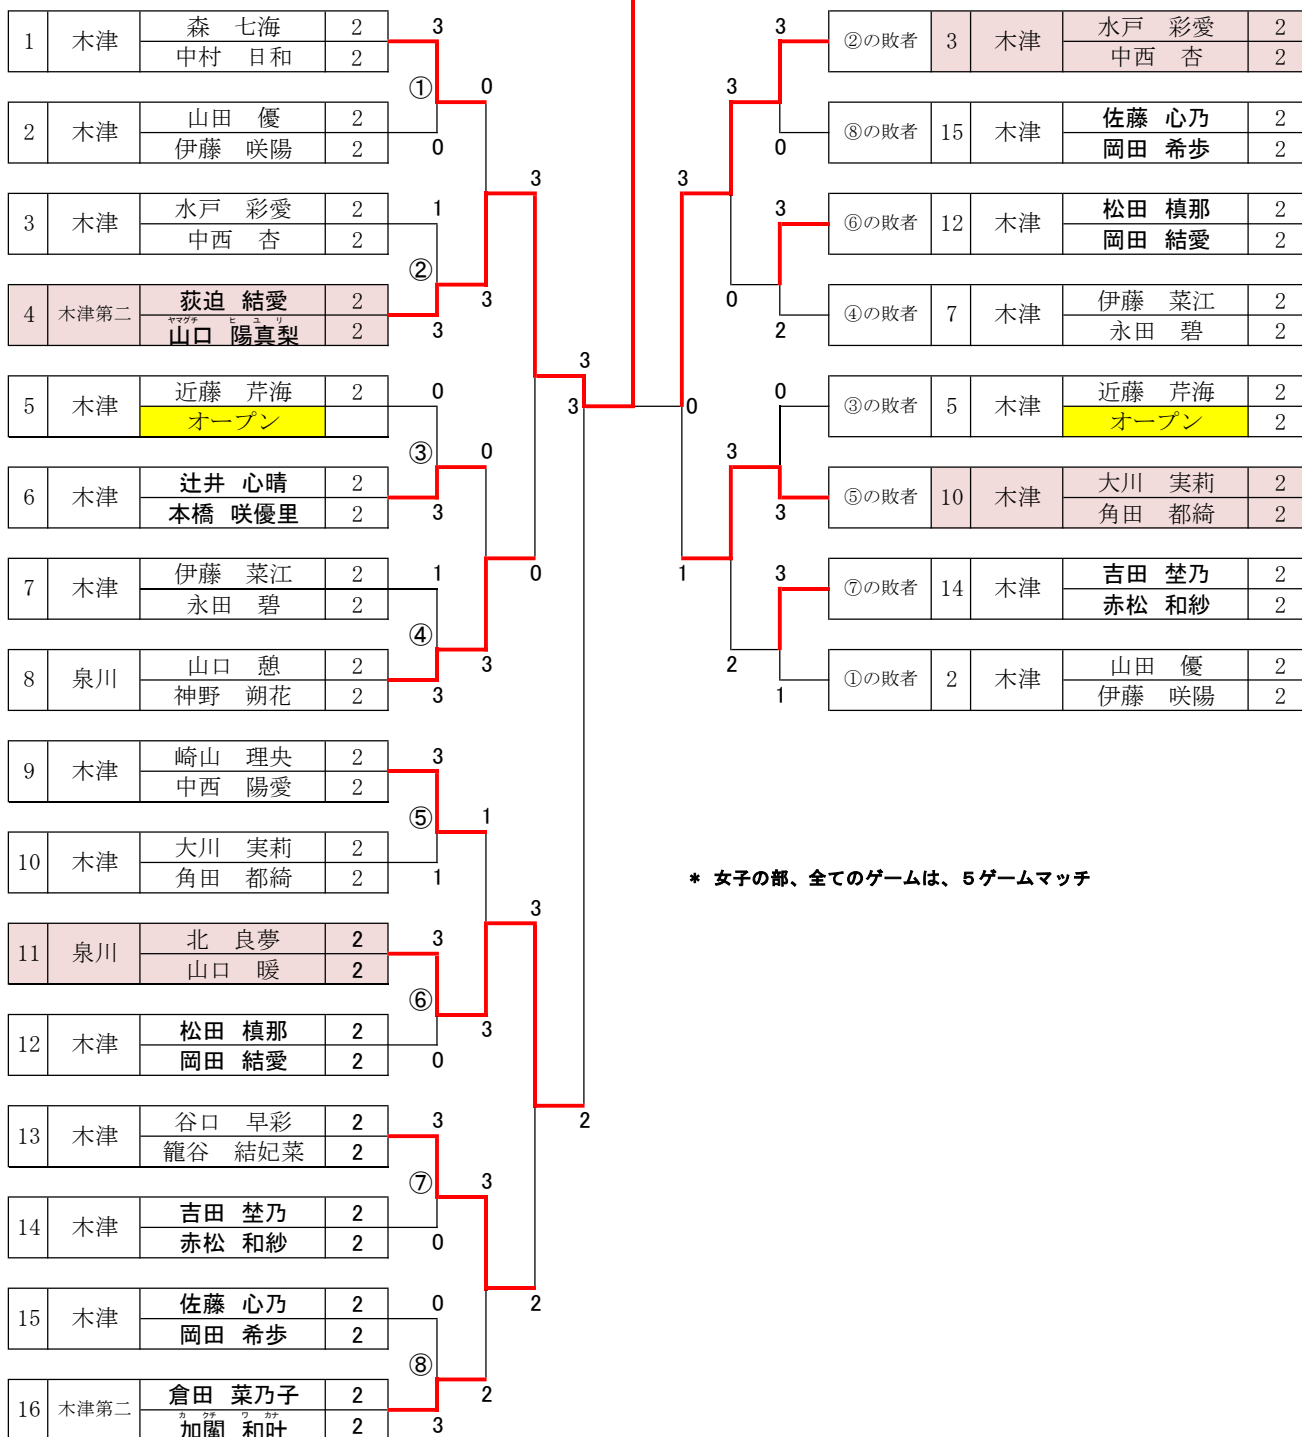 1 木津 森 七海 2
中村 日和 2
3
①
0
2 木津 山田 優 2
伊藤 咲陽 2
0
3
3 木津 水戸 彩愛 2
中西 杏 2
1
②
3
4 木津第二 荻迫 結愛 2
ヤマグチ ヒユリ
山口 陽真梨 2
3
3
5 木津 近藤 芹海 2
オープン
0
3
③
0
6 木津 辻井 心晴 2
本橋 咲優里 2
3
7 木津 伊藤 菜江 2
永田 碧 2
1
0
④
3
8 泉川 山口 憩 2
神野 朔花 2
3
9 木津 崎山 理央 2
中西 陽愛 2
3
⑤
1
10 木津 大川 実莉 2
角田 都綺 2
1
3
11 泉川 北 良夢 2
山口 暖 2
3
⑥
3
12 木津 松田 槙那 2
岡田 結愛 2
0
13 木津 谷口 早彩 2
籠谷 結妃菜 2
3
2
⑦
3
14 木津 吉田 埜乃 2
赤松 和紗 2
0
15 木津 佐藤 心乃 2
岡田 希歩 2
0
2
⑧
2
16 木津第二 倉田 菜乃子 2
カ クチ ワ カナ
加閣 和叶 2
3
3
②の敗者 3 木津 水戸 彩愛 2
中西 杏 2
3
⑧の敗者 15 木津 佐藤 心乃 2
岡田 希歩 2
0
3
⑥の敗者 12 木津 松田 槙那 2
岡田 結愛 2
3
0
④の敗者 7 木津 伊藤 菜江 2
永田 碧 2
2
0
③の敗者 5 木津 近藤 芹海 2
オープン 2
0
3
⑤の敗者 10 木津 大川 実莉 2
角田 都綺 2
3
1
⑦の敗者 14 木津 吉田 埜乃 2
赤松 和紗 2
3
2
①の敗者 2 木津 山田 優 2
伊藤 咲陽 2
1
* 女子の部、全てのゲームは、5ゲームマッチ